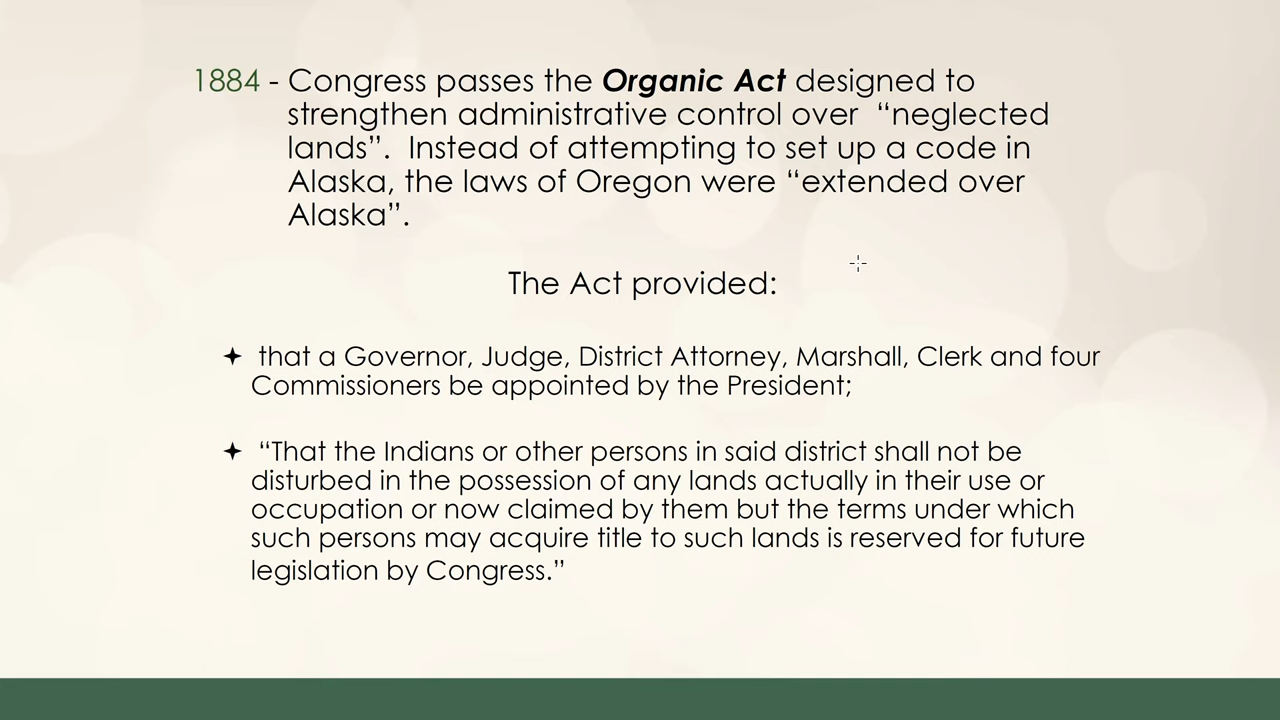 1884 - Congress passes the Organic Act designed to
strengthen administrative control over “neglected
lands”. Instead of attempting to set up a code in
Alaska, the laws of Oregon were “extended over
Alaska”.
The Act provided:
✦ that a Governor, Judge, District Attorney, Marshall, Clerk and four
Commissioners be appointed by the President;
✦ “That the Indians or other persons in said district shall not be
disturbed in the possession of any lands actually in their use or
occupation or now claimed by them but the terms under which
such persons may acquire title to such lands is reserved for future
legislation by Congress.”